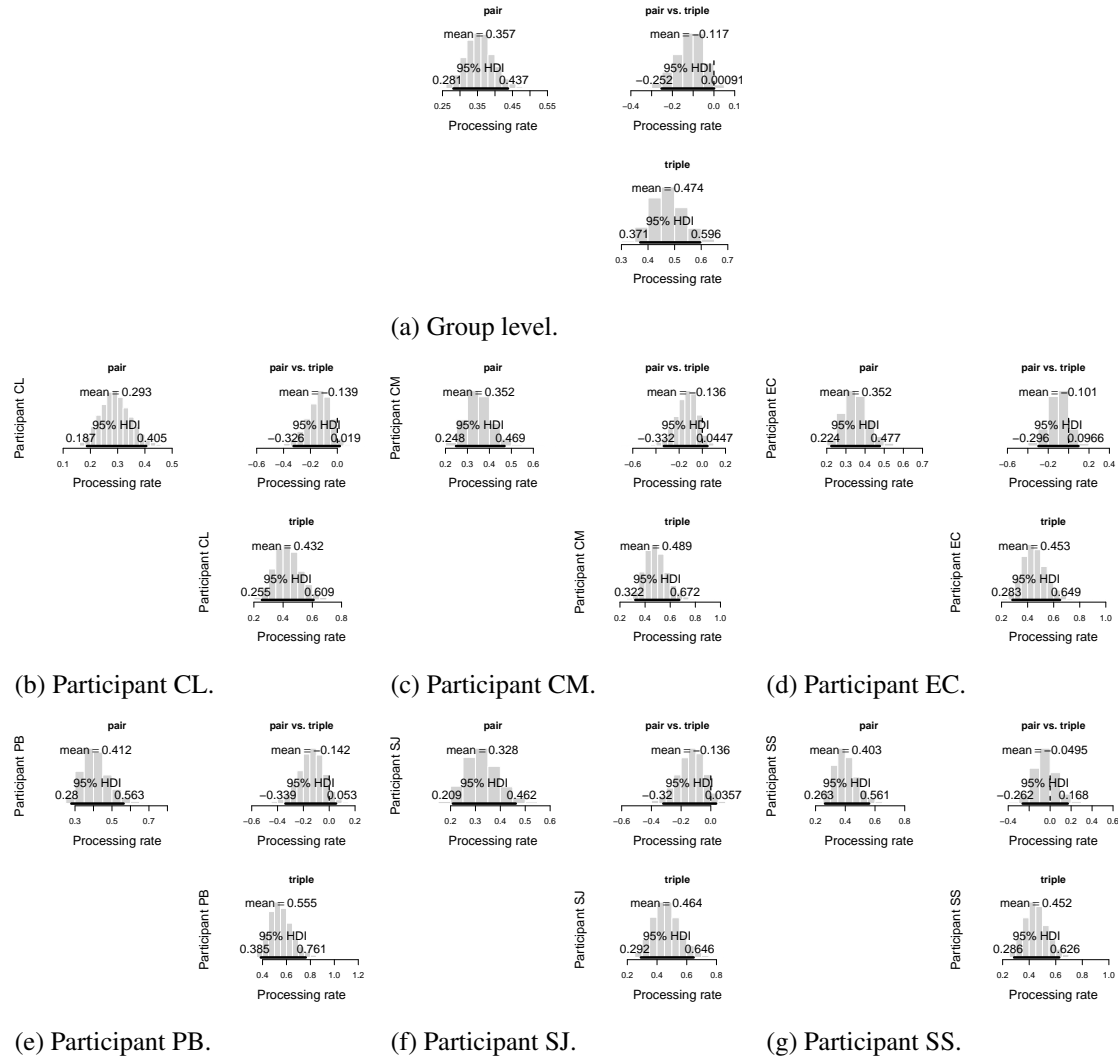 pair
mean = 0.357
95% HDI
0.281 0.437
0.25 0.35 0.45 0.55
Processing rate
pair vs. triple
mean = −0.117
95% HDI
−0.252 0.00091
−0.4 −0.2 0.0 0.1
Processing rate
triple
mean = 0.474
95% HDI
0.371 0.596
0.3 0.4 0.5 0.6 0.7
Processing rate
(a) Group level.
Participant CL
pair
mean = 0.293
95% HDI
0.187 0.405
0.1 0.2 0.3 0.4 0.5
Processing rate
pair vs. triple
mean = −0.139
95% HDI
−0.326 0.019
−0.6 −0.4 −0.2 0.0
Processing rate
Participant CL
triple
mean = 0.432
95% HDI
0.255 0.609
0.2 0.4 0.6 0.8
Processing rate
(b) Participant CL.
Participant CM
pair
mean = 0.352
95% HDI
0.248 0.469
0.2 0.3 0.4 0.5 0.6
Processing rate
pair vs. triple
mean = −0.136
95% HDI
−0.332 0.0447
−0.6 −0.2 0.0 0.2
Processing rate
Participant CM
triple
mean = 0.489
95% HDI
0.322 0.672
0.2 0.4 0.6 0.8 1.0
Processing rate
(c) Participant CM.
Participant EC
pair
mean = 0.352
95% HDI
0.224 0.477
0.2 0.3 0.4 0.5 0.7
Processing rate
pair vs. triple
mean = −0.101
95% HDI
−0.296 0.0966
−0.6 −0.2 0.0 0.2 0.4
Processing rate
Participant EC
triple
mean = 0.453
95% HDI
0.283 0.649
0.2 0.4 0.6 0.8 1.0
Processing rate
(d) Participant EC.
Participant PB
pair
mean = 0.412
95% HDI
0.28 0.563
0.3 0.5 0.7
Processing rate
pair vs. triple
mean = −0.142
95% HDI
−0.339 0.053
−0.6 −0.4 −0.2 0.0 0.2
Processing rate
Participant PB
triple
mean = 0.555
95% HDI
0.385 0.761
0.4 0.6 0.8 1.0 1.2
Processing rate
(e) Participant PB.
Participant SJ
pair
mean = 0.328
95% HDI
0.209 0.462
0.2 0.3 0.4 0.5 0.6
Processing rate
pair vs. triple
mean = −0.136
95% HDI
−0.32 0.0357
−0.6 −0.4 −0.2 0.0
Processing rate
Participant SJ
triple
mean = 0.464
95% HDI
0.292 0.646
0.2 0.4 0.6 0.8
Processing rate
(f) Participant SJ.
Participant SS
pair
mean = 0.403
95% HDI
0.263 0.561
0.2 0.4 0.6 0.8
Processing rate
pair vs. triple
mean = −0.0495
95% HDI
−0.262 0.168
−0.4 0.0 0.2 0.4 0.6
Processing rate
Participant SS
triple
mean = 0.452
95% HDI
0.286 0.626
0.2 0.4 0.6 0.8 1.0
Processing rate
(g) Participant SS.